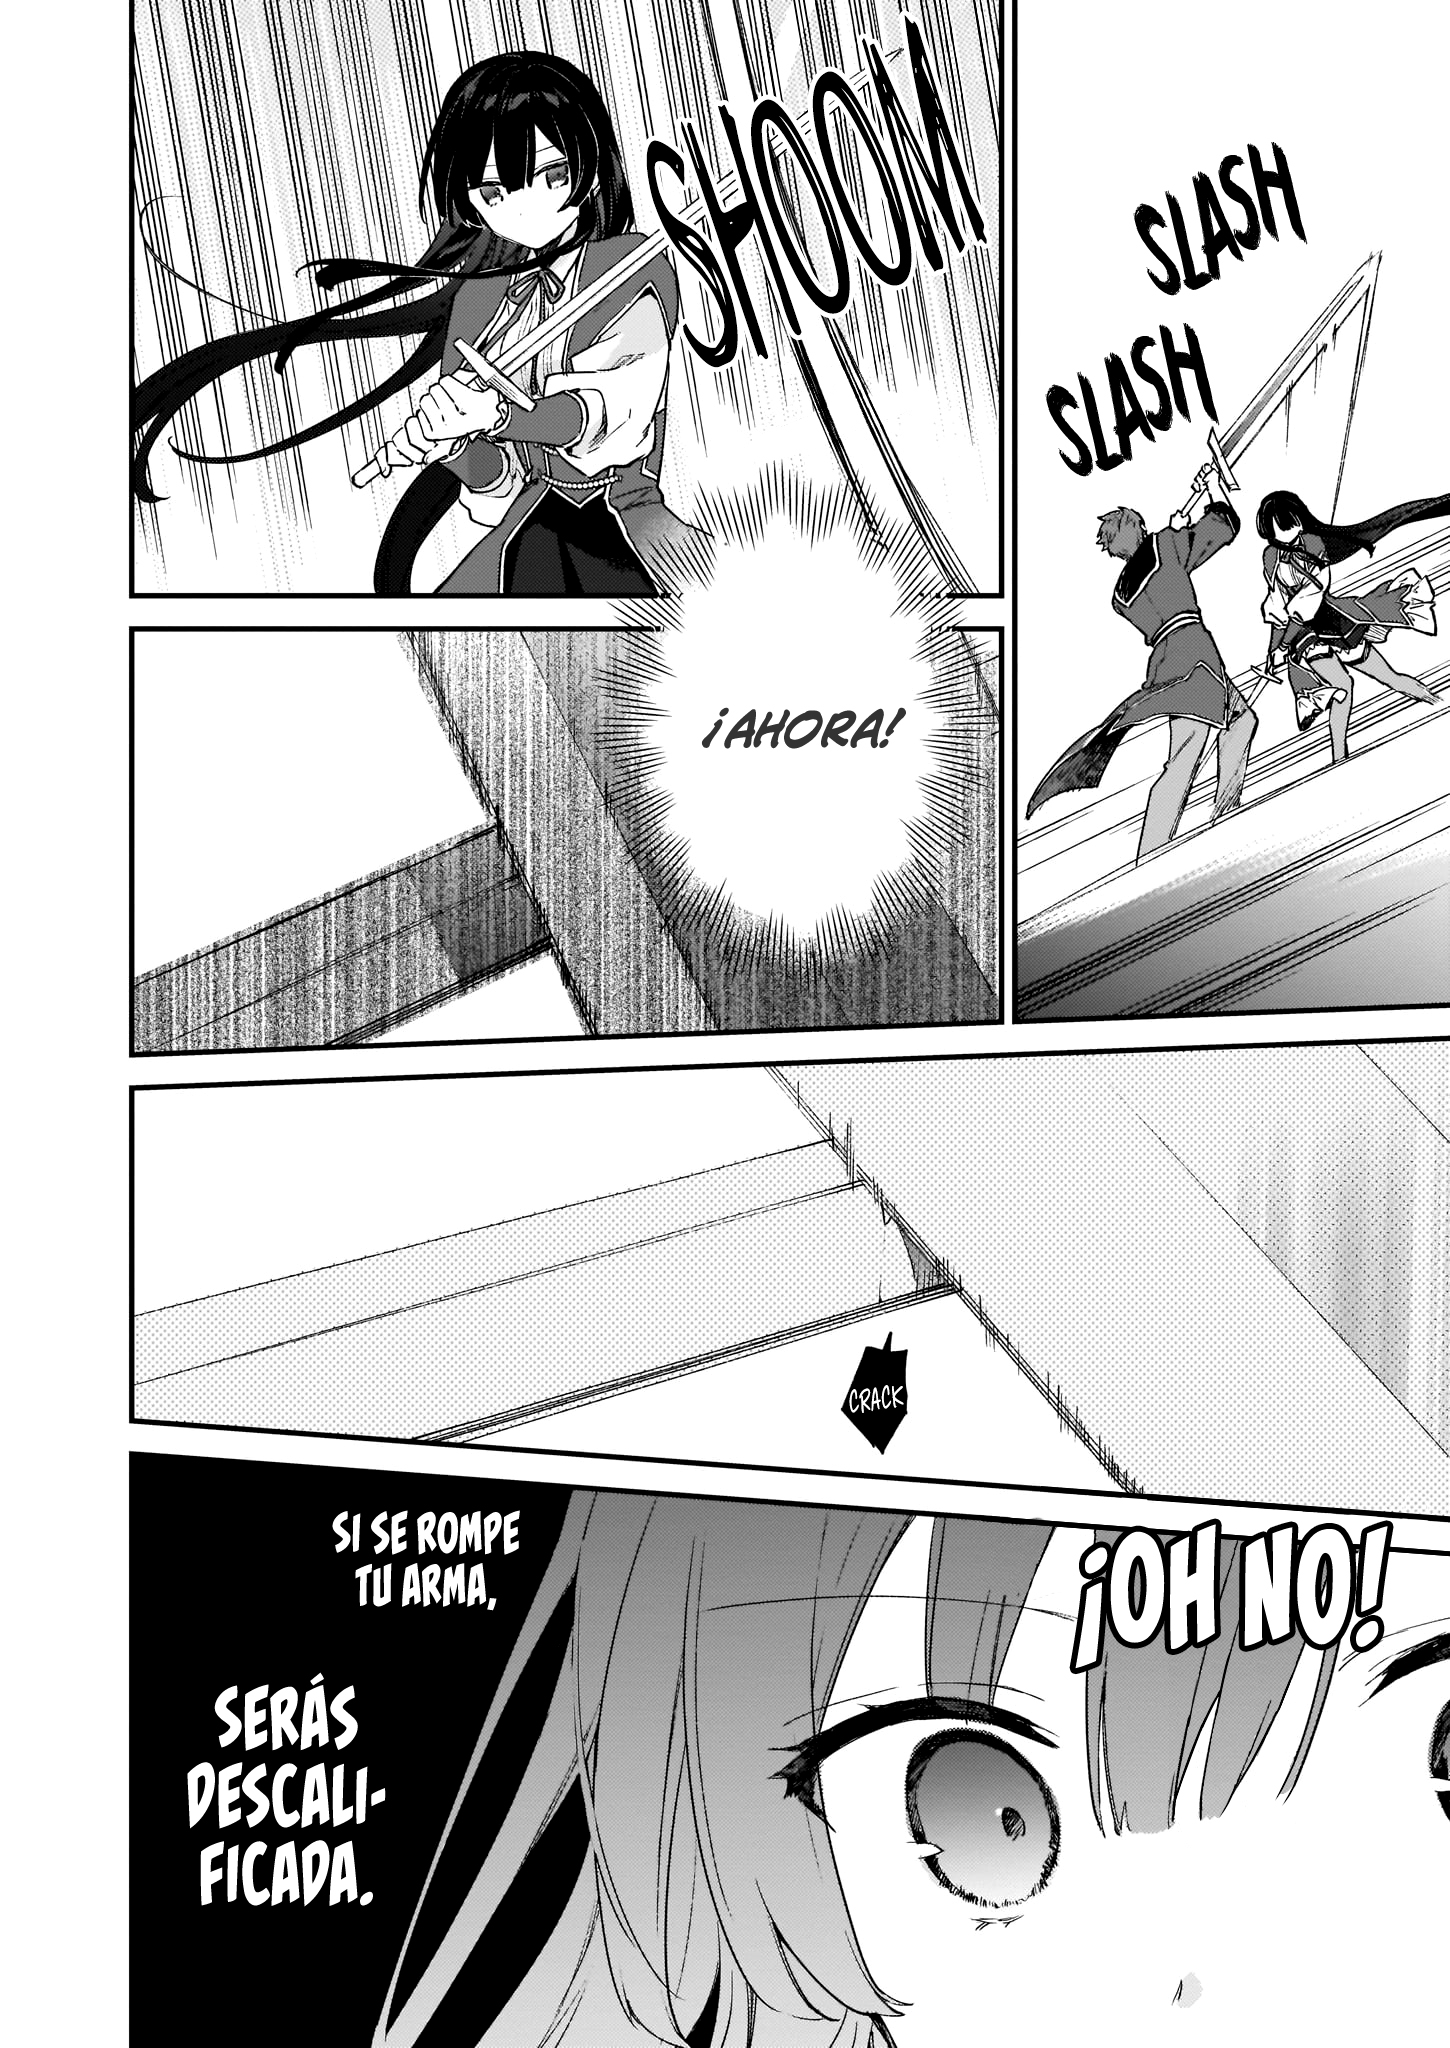 SLASH
SLASH
SHOOM
¡AHORA!
CRACK
¡OH NO!
SI SE ROMPE
TU ARMA,
SERÁS
DESCALI-
FICADA.